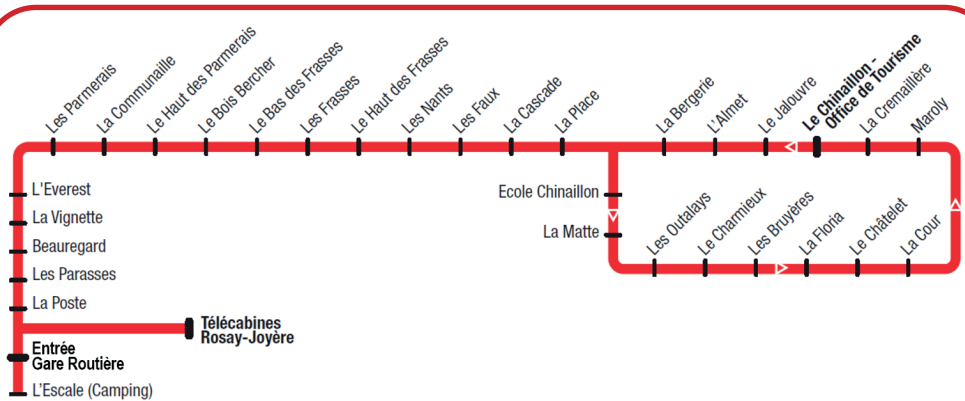 Les Parmerais
La Communaille
Le Haut des Parmerais
Le Bois Bercher
Le Bas des Frasses
Les Frasses
Le Haut des Frasses
Les Nants
Les Faux
La Cascade
La Place
La Bergerie
L'Almet
Le Jalouvre
Le Chinaillon -
Office de Tourisme
La Cremaillère
Maroly
L'Everest
La Vignette
Beauregard
Les Parasses
La Poste
Télécabines
Rosay-Joyère
Entrée
Gare Routière
L'Escale (Camping)
Ecole Chinaillon
La Matte
Les Outalays
Le Charmieux
Les Bruyères
La Floria
Le Châtelet
La Cour